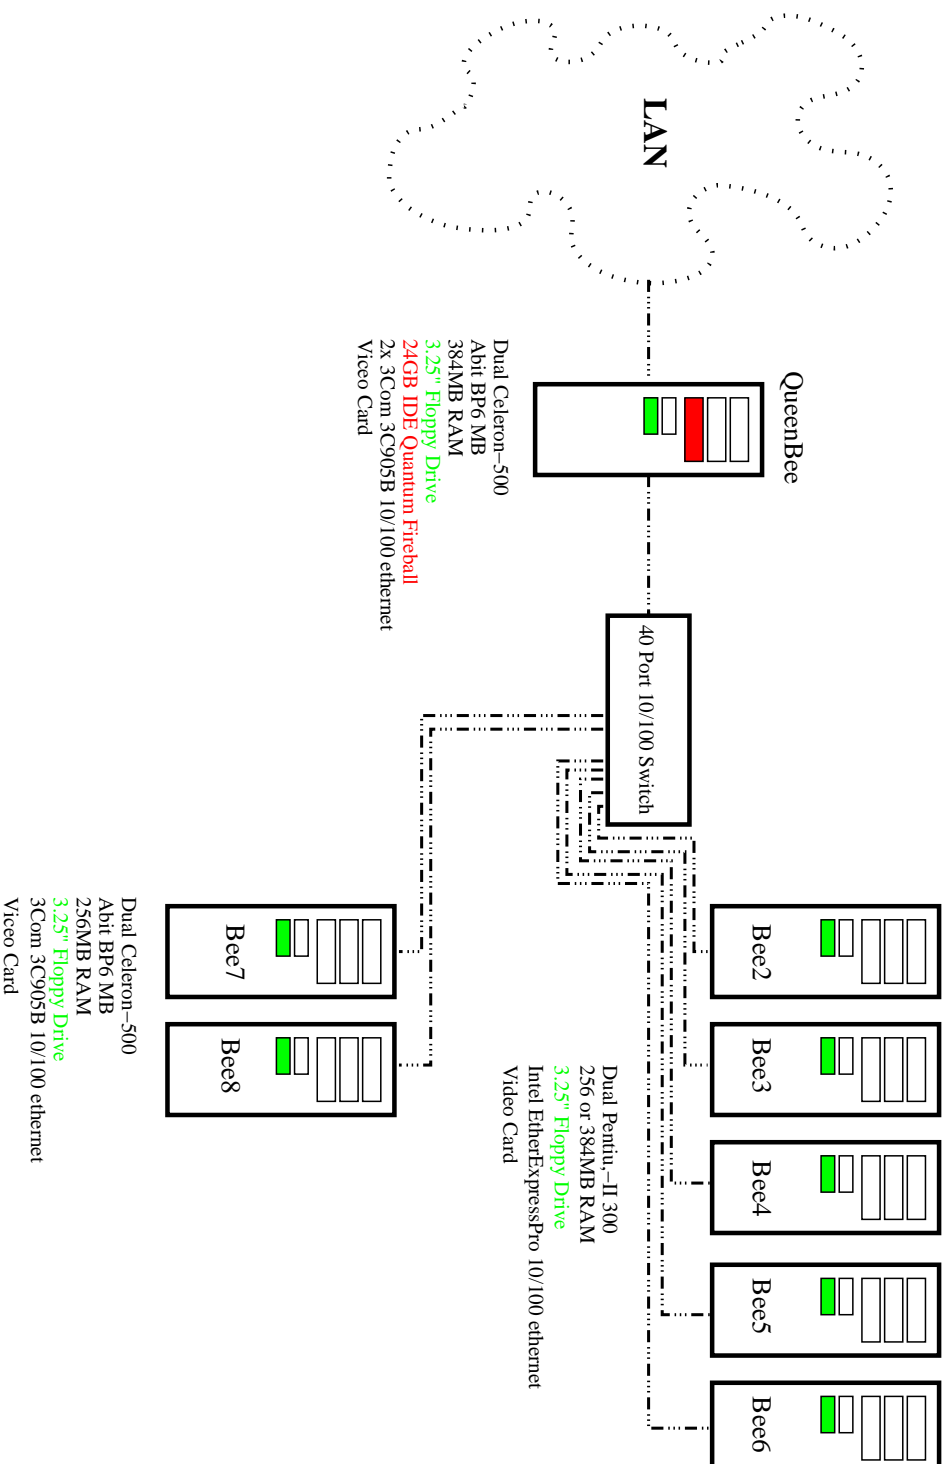 LAN
QueenBee
Dual Celeron−500
Abit BP6 MB
384MB RAM
3.25" Floppy Drive
24GB IDE Quantum Fireball
2x 3Com 3C905B 10/100 ethernet
Viceo Card
40 Port 10/100 Switch
Bee2
Bee3
Bee4
Bee5
Bee6
Dual Pentiu,−II 300
256 or 384MB RAM
3.25" Floppy Drive
Intel EtherExpressPro 10/100 ethernet
Video Card
Bee7
Bee8
Dual Celeron−500
Abit BP6 MB
256MB RAM
3.25" Floppy Drive
3Com 3C905B 10/100 ethernet
Viceo Card